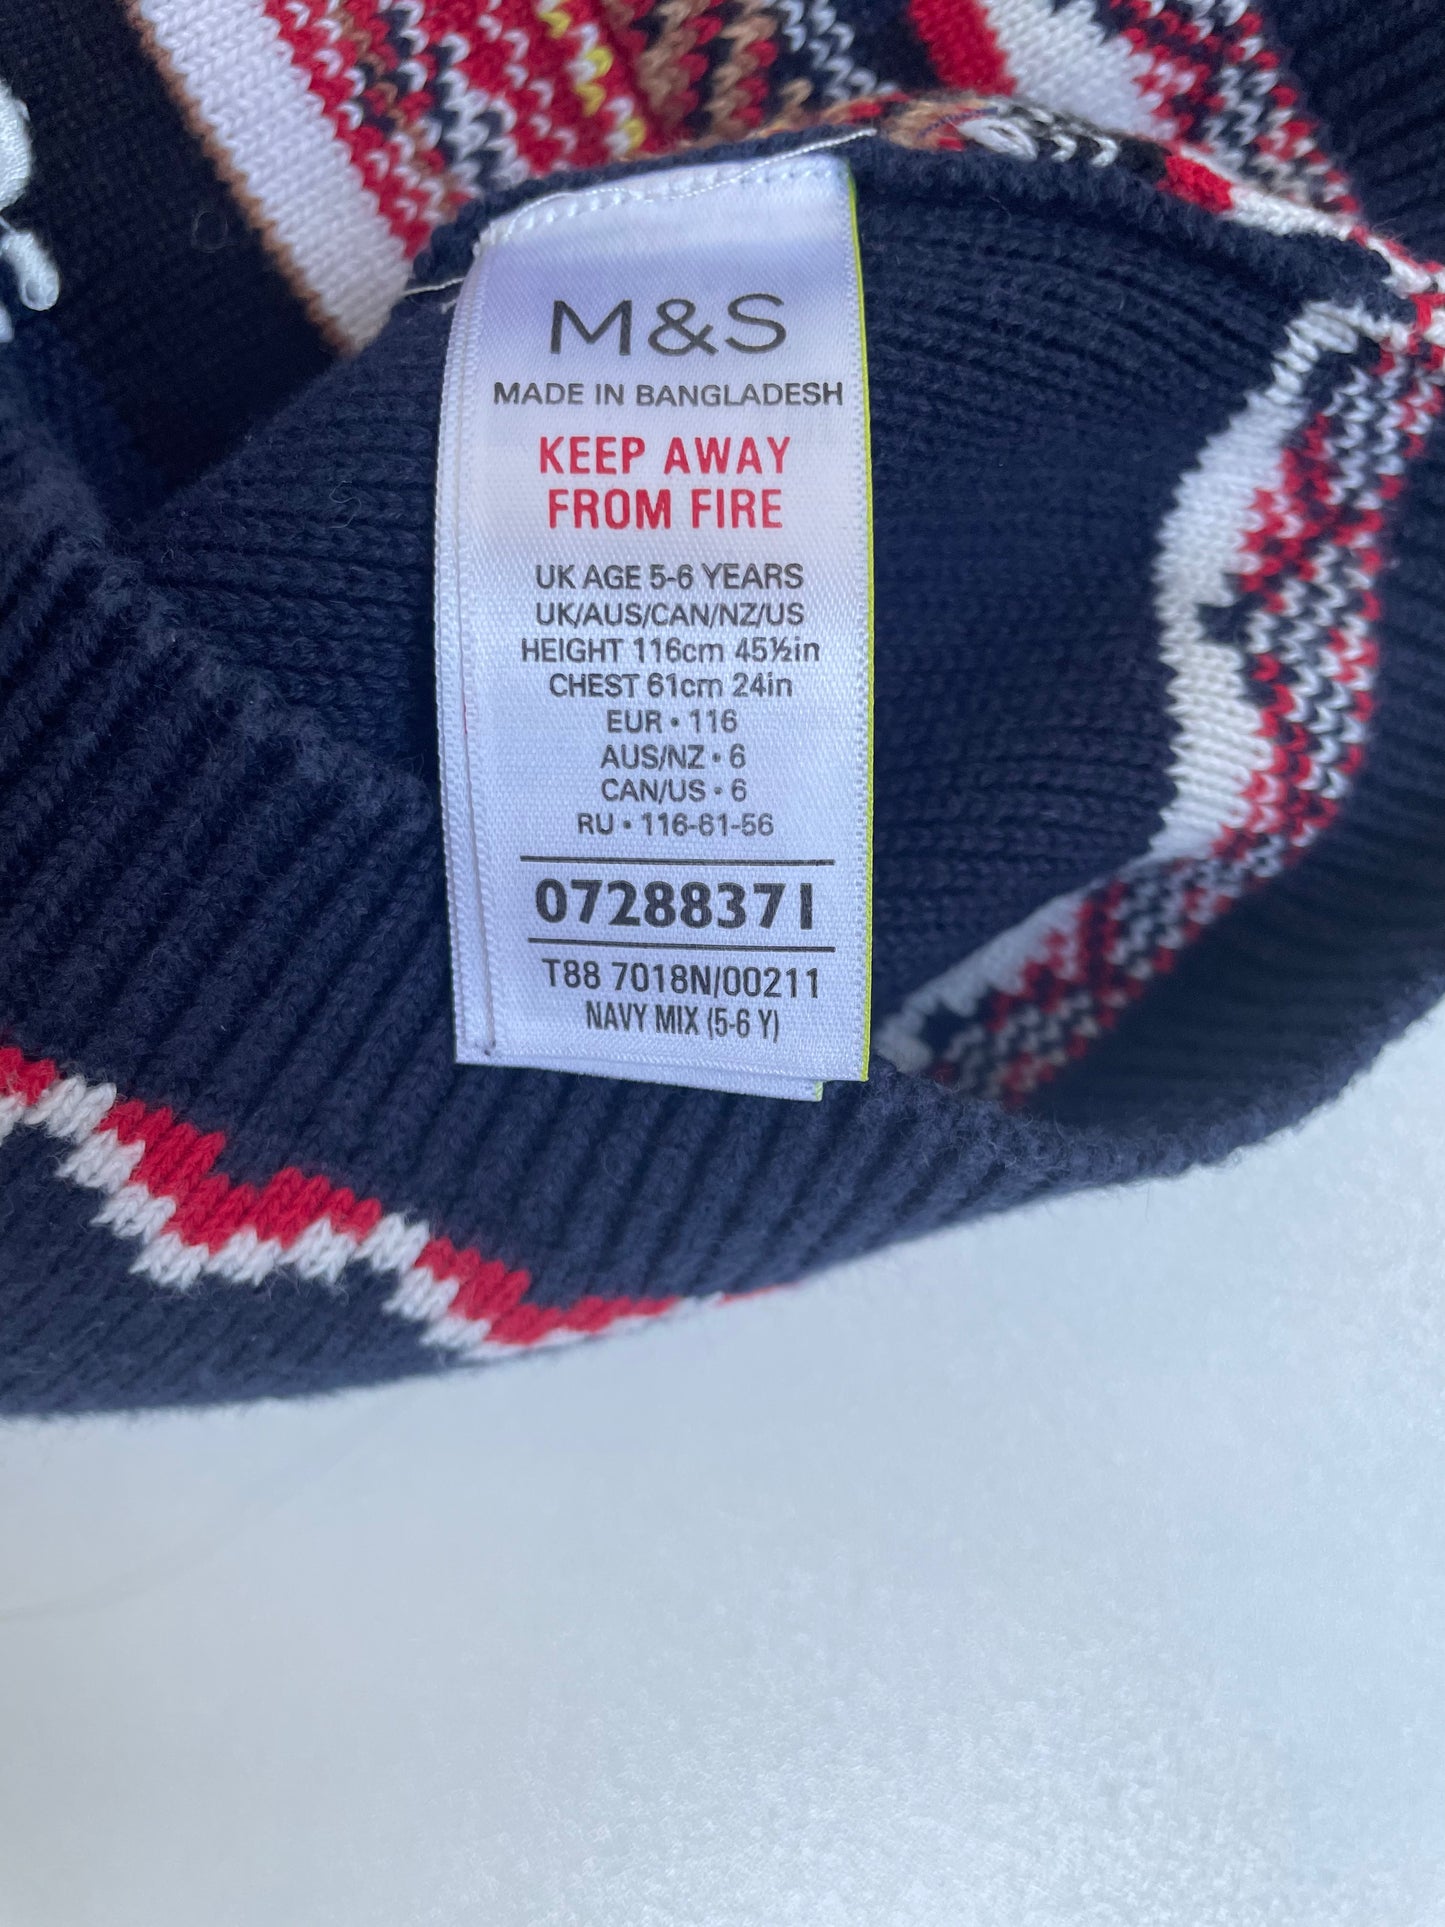 M&S
MADE IN BANGLADESH
KEEP AWAY
FROM FIRE
UK AGE 5-6 YEARS
UK/AUS/CAN/NZ/US
HEIGHT 116cm 45½in
CHEST 61cm 24in
EUR • 116
AUS/NZ • 6
CAN/US • 6
RU • 116-61-56
07288371
T88 7018N/00211
NAVY MIX (5-6 Y)